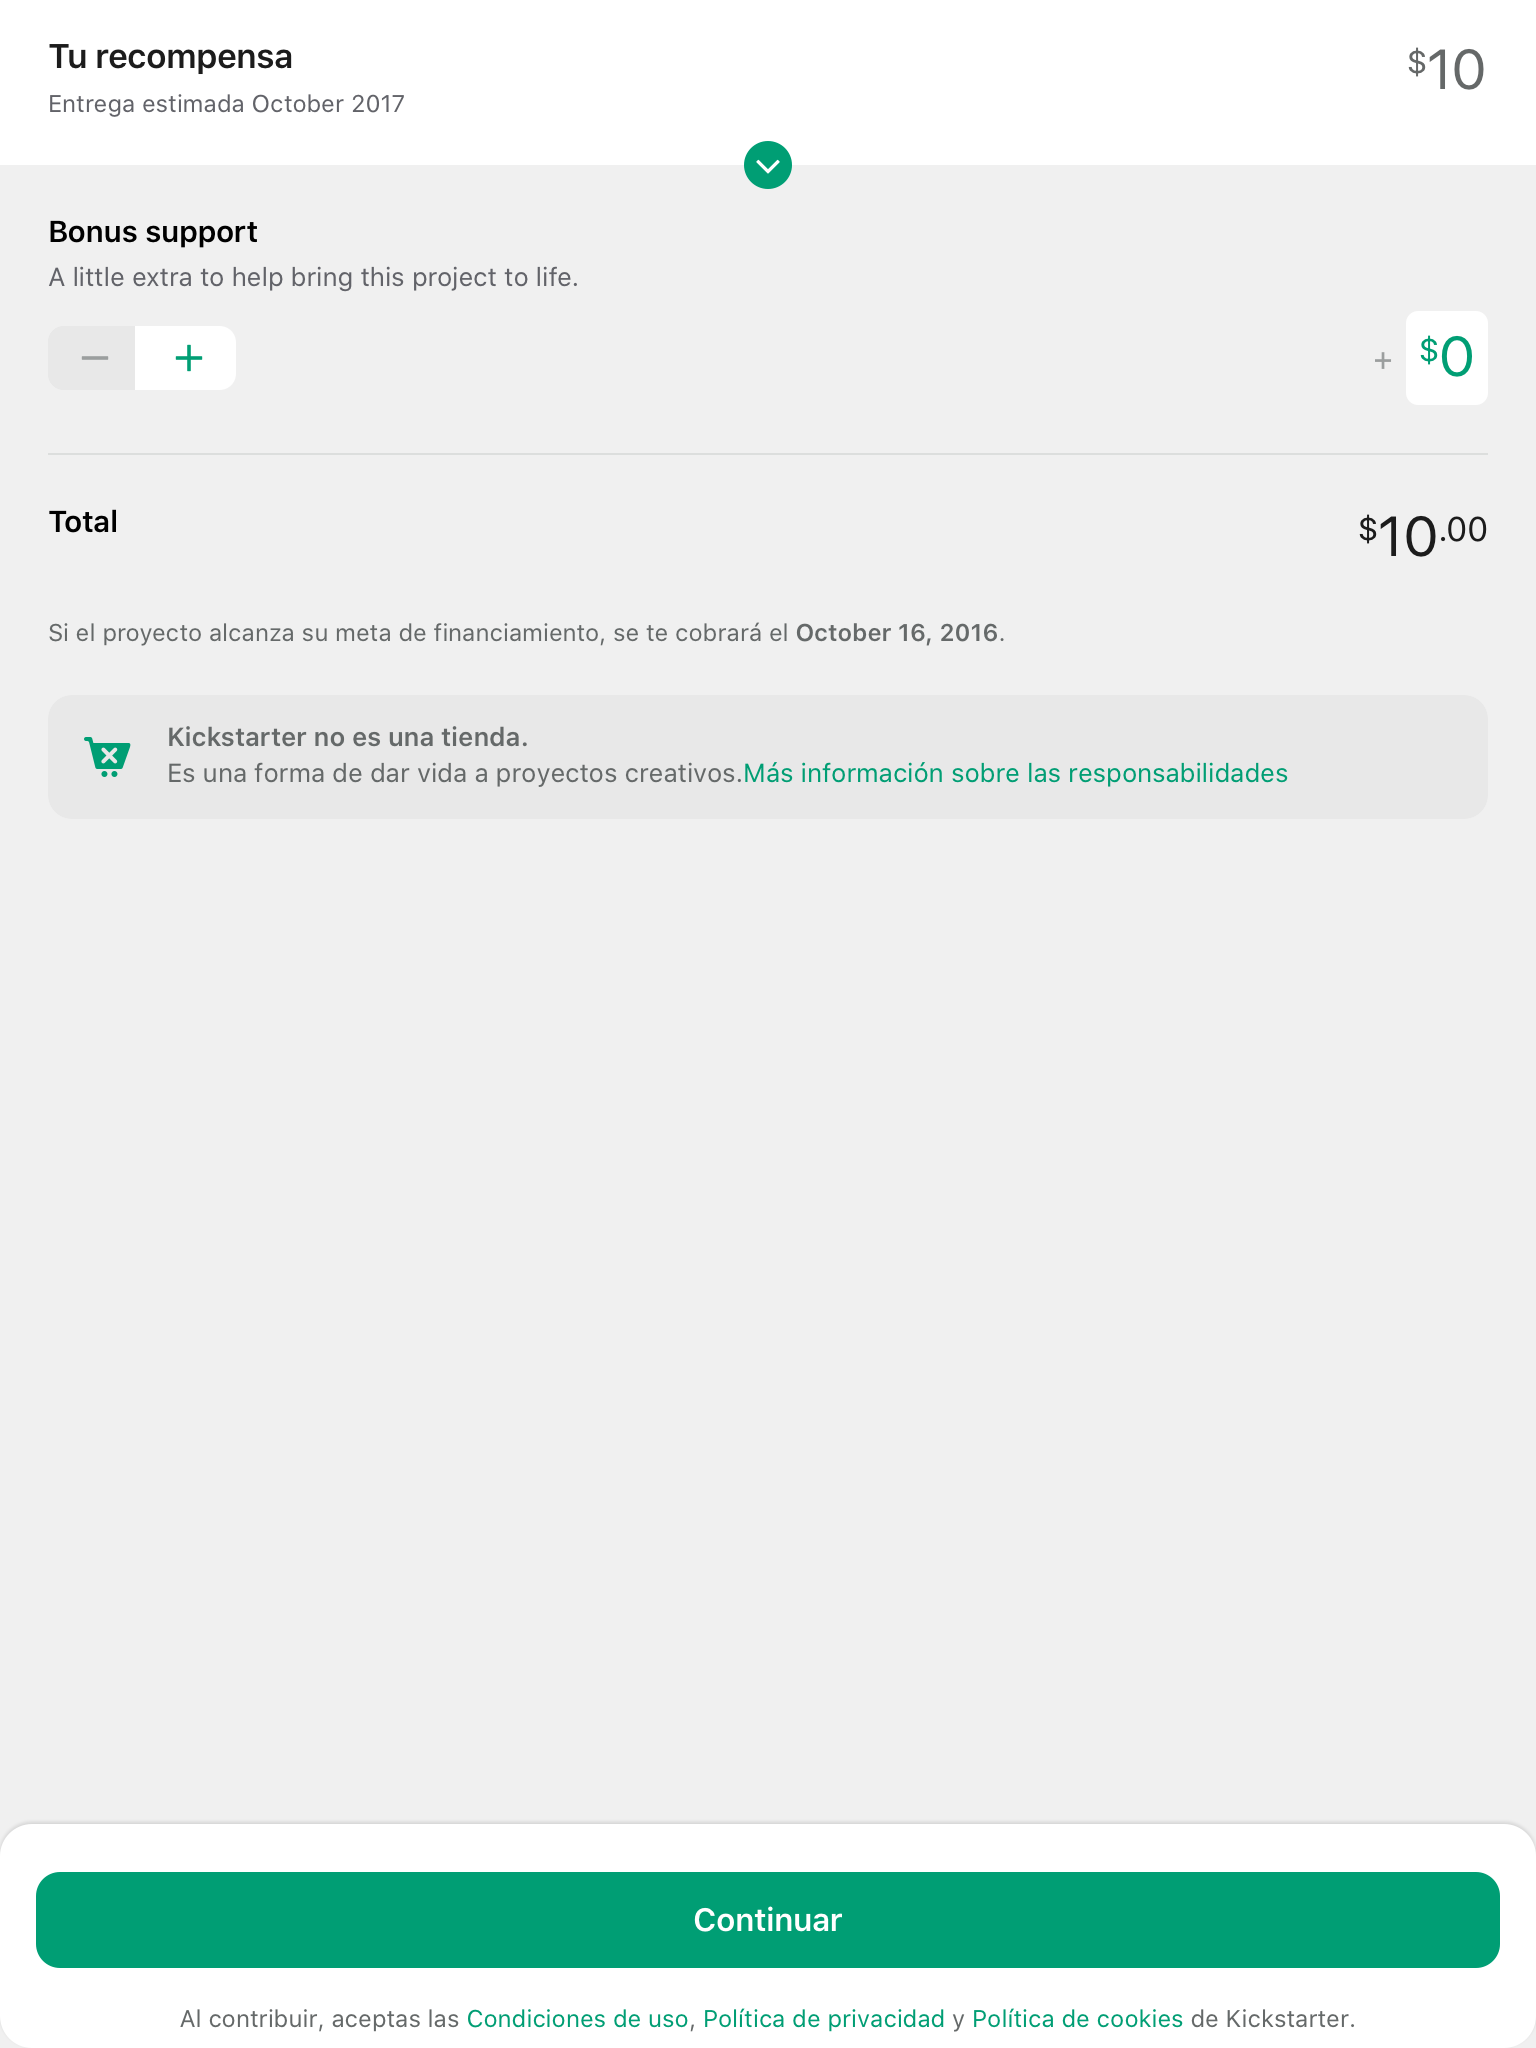 Tu recompensa
$10
Entrega estimada October 2017
Bonus support
A little extra to help bring this project to life.
+ $0
Total
$10.00
Si el proyecto alcanza su meta de financiamiento, se te cobrará el October 16, 2016.
Kickstarter no es una tienda.
Es una forma de dar vida a proyectos creativos.Más información sobre las responsabilidades
Continuar
Al contribuir, aceptas las Condiciones de uso, Política de privacidad y Política de cookies de Kickstarter.